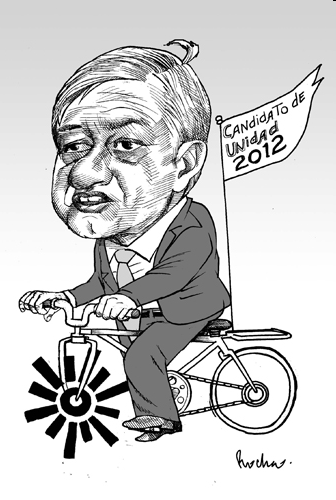 CANDIDATO DE
UNIDAD
2012
Rocha.